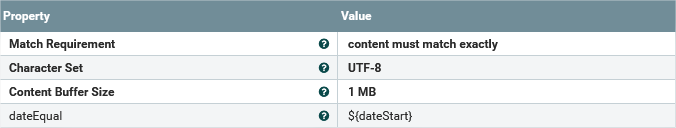 Property Value
Match Requirement ? content must match exactly
Character Set ? UTF-8
Content Buffer Size ? 1 MB
dateEqual ? ${dateStart}